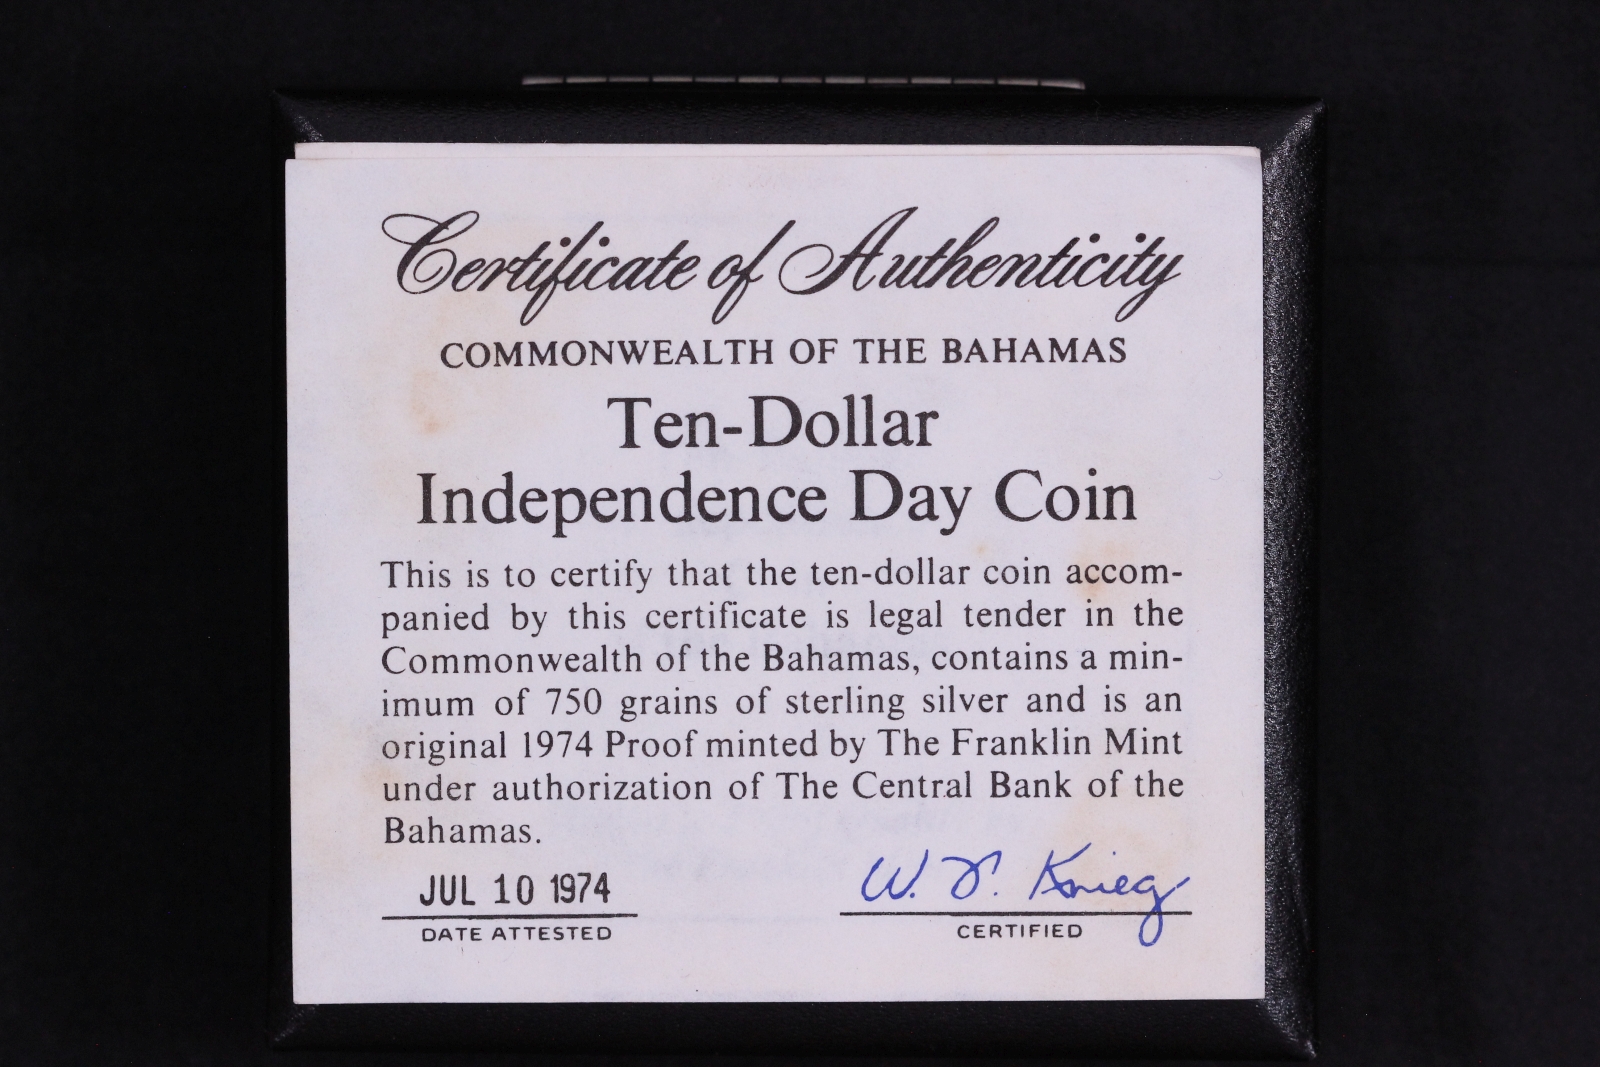 Certificate of Authenticity
COMMONWEALTH OF THE BAHAMAS
Ten-Dollar
Independence Day Coin
This is to certify that the ten-dollar coin accom-
panied by this certificate is legal tender in the
Commonwealth of the Bahamas, contains a min-
imum of 750 grains of sterling silver and is an
original 1974 Proof minted by The Franklin Mint
under authorization of The Central Bank of the
Bahamas.
JUL 10 1974
DATE ATTESTED
W. Krieg
CERTIFIED